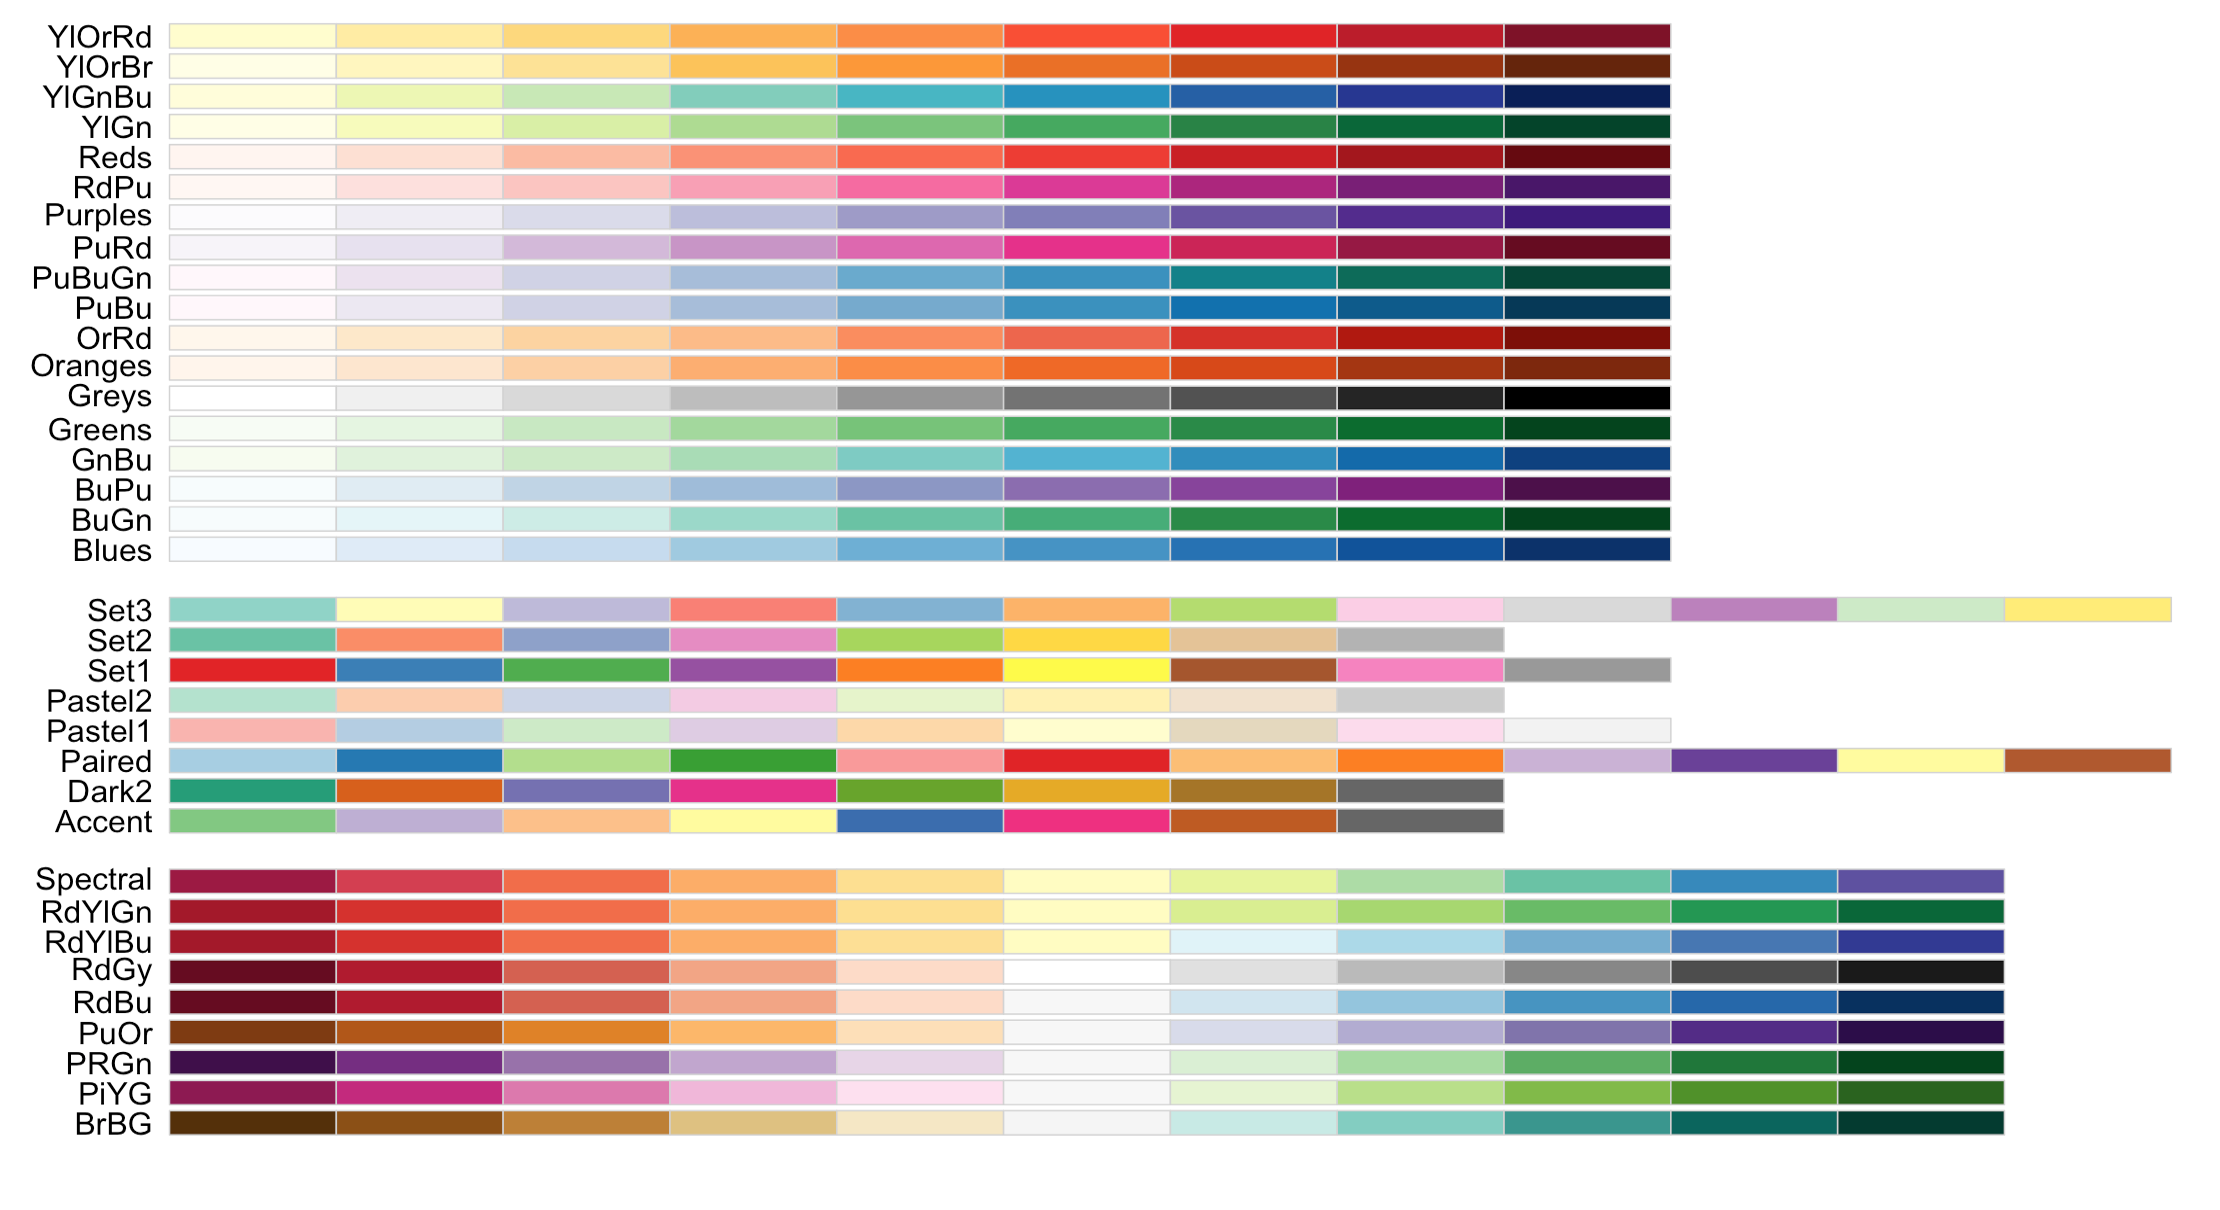 YlOrRd
YlOrBr
YlGnBu
YlGn
Reds
RdPu
Purples
PuRd
PuBuGn
PuBu
OrRd
Oranges
Greys
Greens
GnBu
BuPu
BuGn
Blues
Set3
Set2
Set1
Pastel2
Pastel1
Paired
Dark2
Accent
Spectral
RdYlGn
RdYlBu
RdGy
RdBu
PuOr
PRGn
PiYG
BrBG